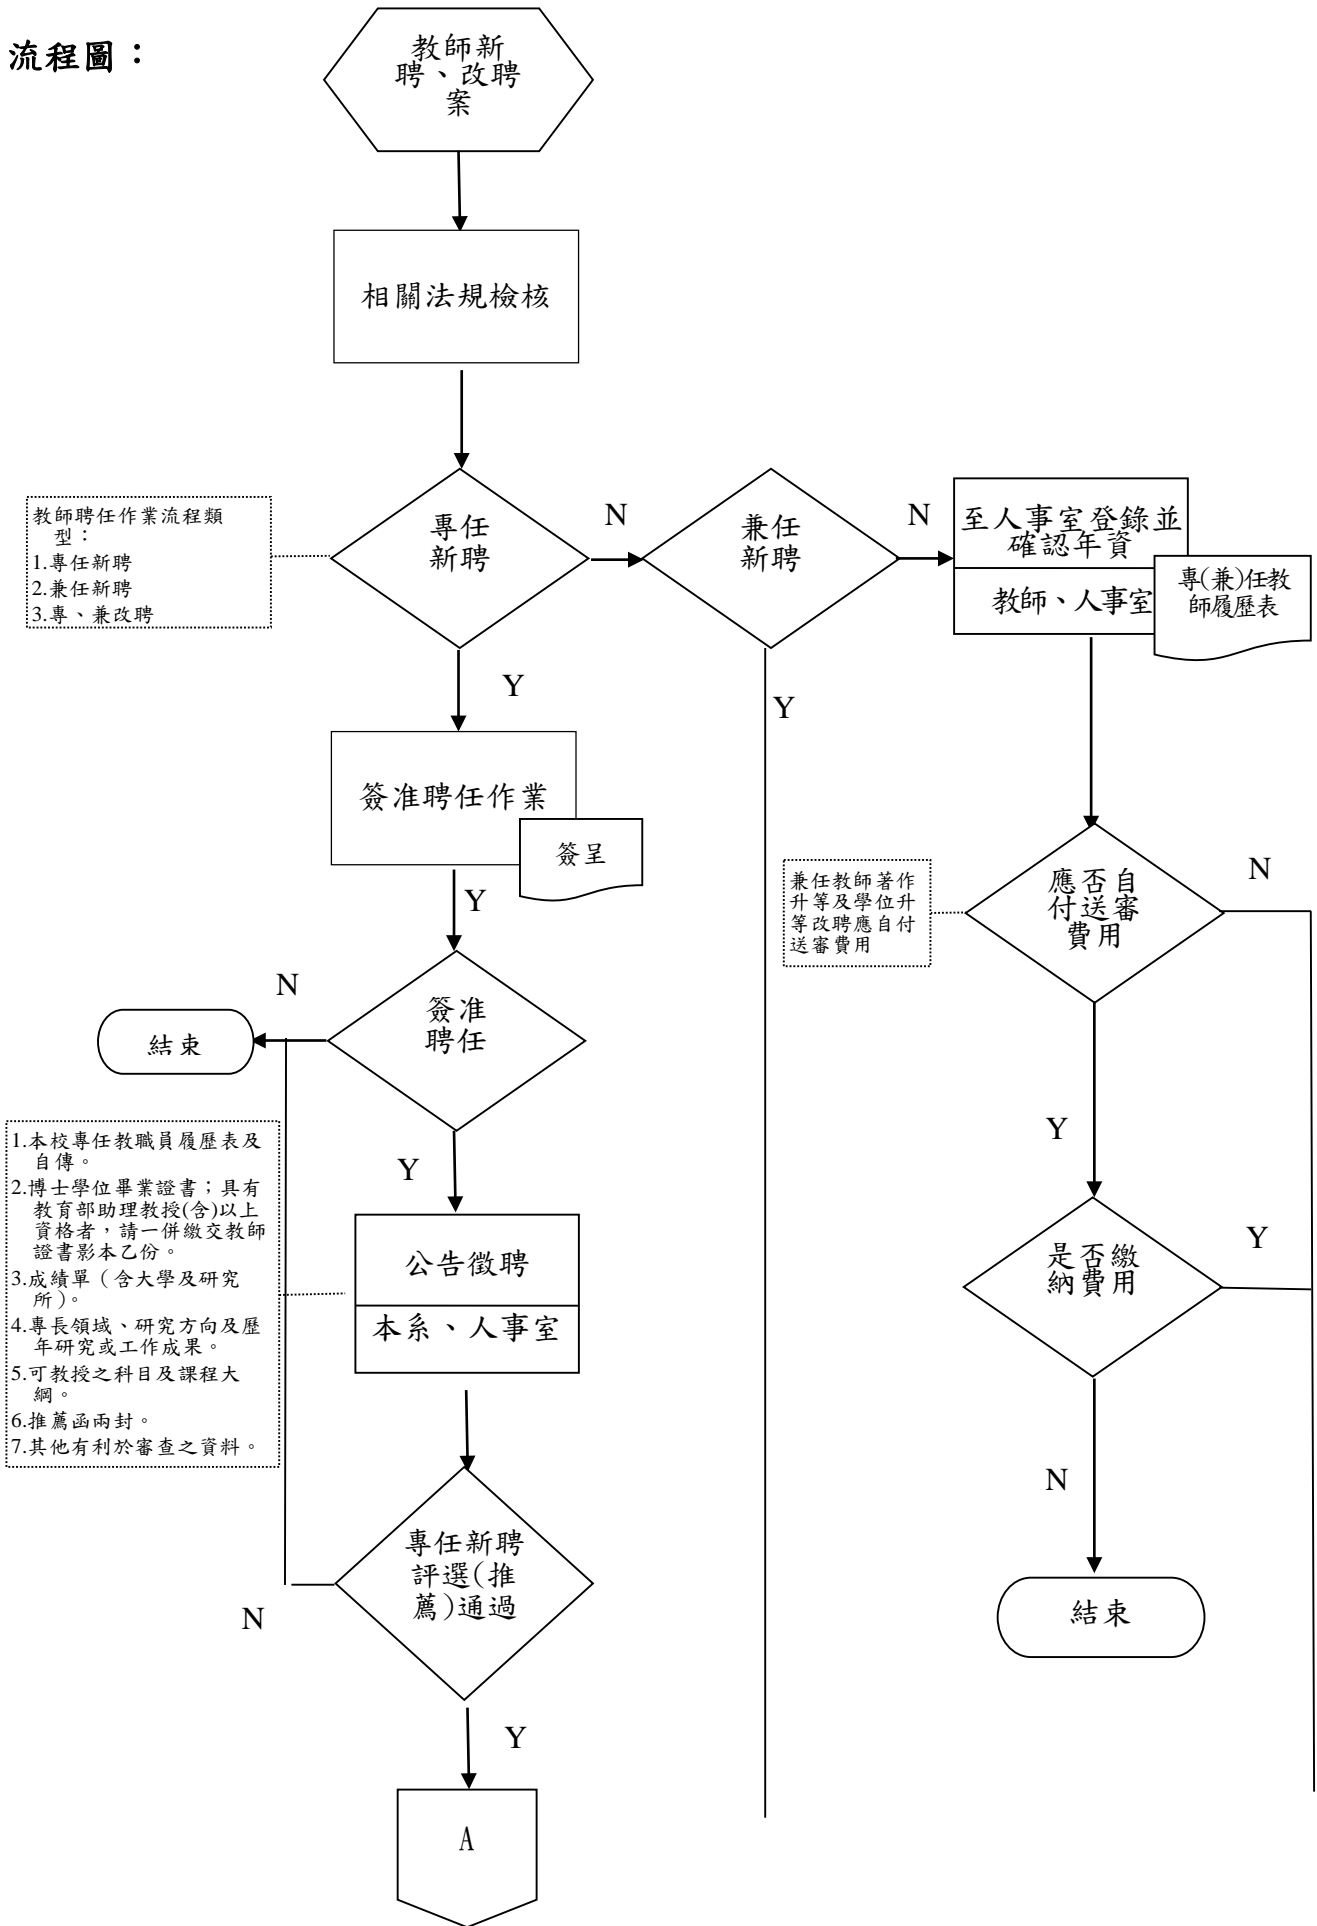 流程圖：
教師新
聘、改聘
案
相關法規檢核
教師聘任作業流程類
型：
1.專任新聘
2.兼任新聘
3.專、兼改聘
專任
新聘
N
兼任
新聘
N
至人事室登錄並
確認年資
教師、人事室
專(兼)任教
師履歷表
Y
Y
簽准聘任作業
簽呈
Y
兼任教師著作
升等及學位升
等改聘應自付
送審費用
應否自
付送審
費用
N
簽准
聘任
N
結束
Y
Y
1.本校專任教職員履歷表及
自傳。
2.博士學位畢業證書；具有
教育部助理教授(含)以上
資格者，請一併繳交教師
證書影本乙份。
3.成績單（含大學及研究
所）。
4.專長領域、研究方向及歷
年研究或工作成果。
5.可教授之科目及課程大
綱。
6.推薦函兩封。
7.其他有利於審查之資料。
公告徵聘
本系、人事室
是否繳
納費用
Y
N
專任新聘
評選(推
薦)通過
N
結束
Y
A